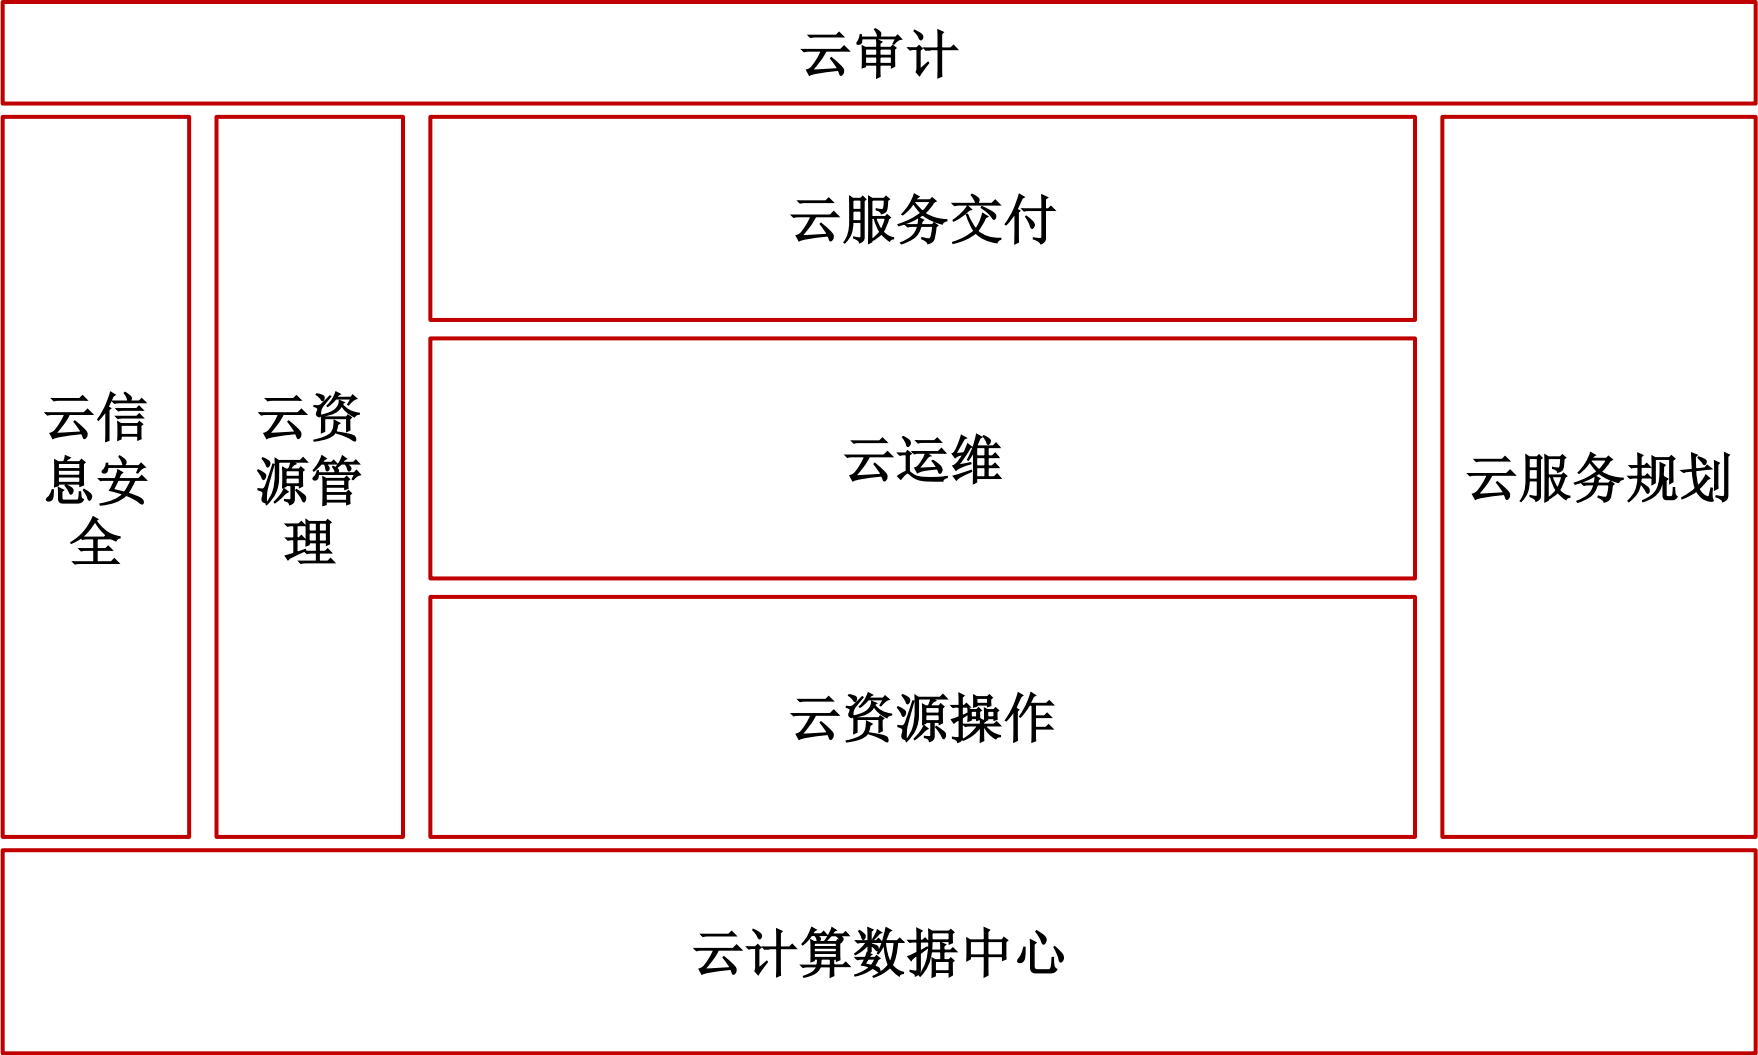 云审计
云信
息安
全
云资
源管
理
云服务交付
云运维
云资源操作
云服务规划
云计算数据中心